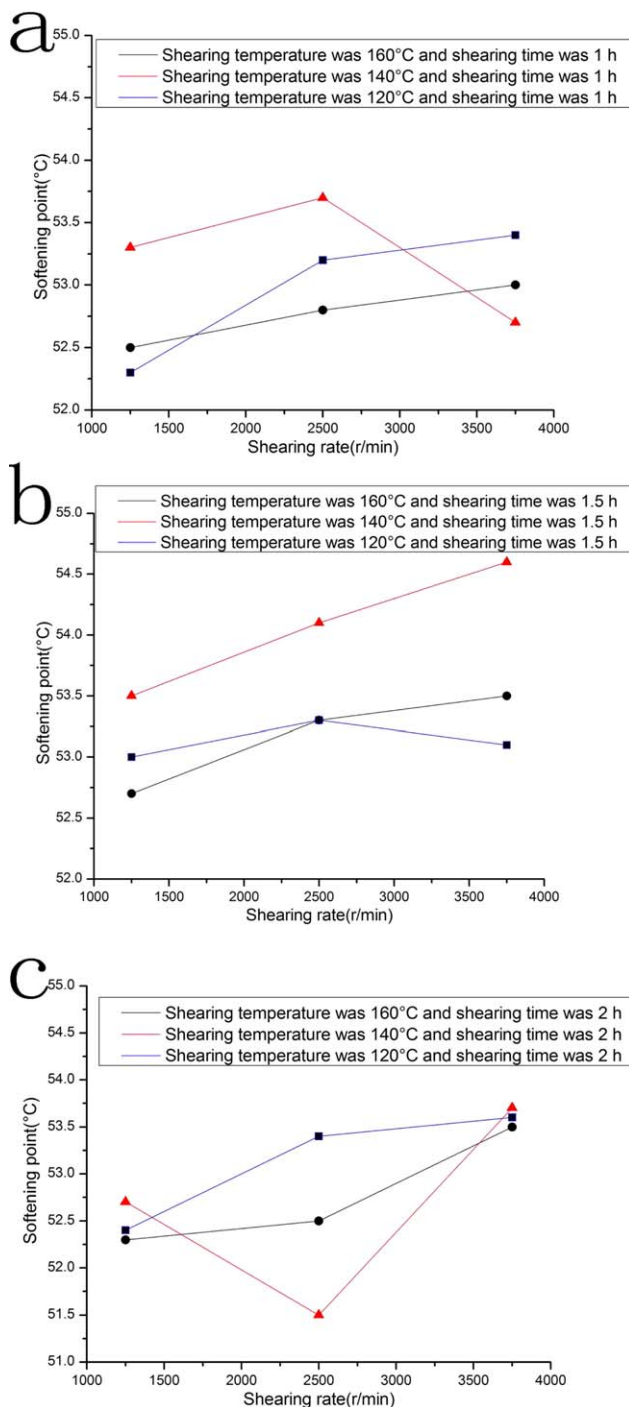 a
Shearing temperature was 160°C and shearing time was 1 h
Shearing temperature was 140°C and shearing time was 1 h
Shearing temperature was 120°C and shearing time was 1 h
55.0
54.5
54.0
53.5
53.0
52.5
52.0
Softening point(°C)
1000 1500 2000 2500 3000 3500 4000
Shearing rate(r/min)
b
Shearing temperature was 160°C and shearing time was 1.5 h
Shearing temperature was 140°C and shearing time was 1.5 h
Shearing temperature was 120°C and shearing time was 1.5 h
55.0
54.5
54.0
53.5
53.0
52.5
52.0
Softening point(°C)
1000 1500 2000 2500 3000 3500 4000
Shearing rate(r/min)
c
Shearing temperature was 160°C and shearing time was 2 h
Shearing temperature was 140°C and shearing time was 2 h
Shearing temperature was 120°C and shearing time was 2 h
55.0
54.5
54.0
53.5
53.0
52.5
52.0
51.5
51.0
Softening point(°C)
1000 1500 2000 2500 3000 3500 4000
Shearing rate(r/min)